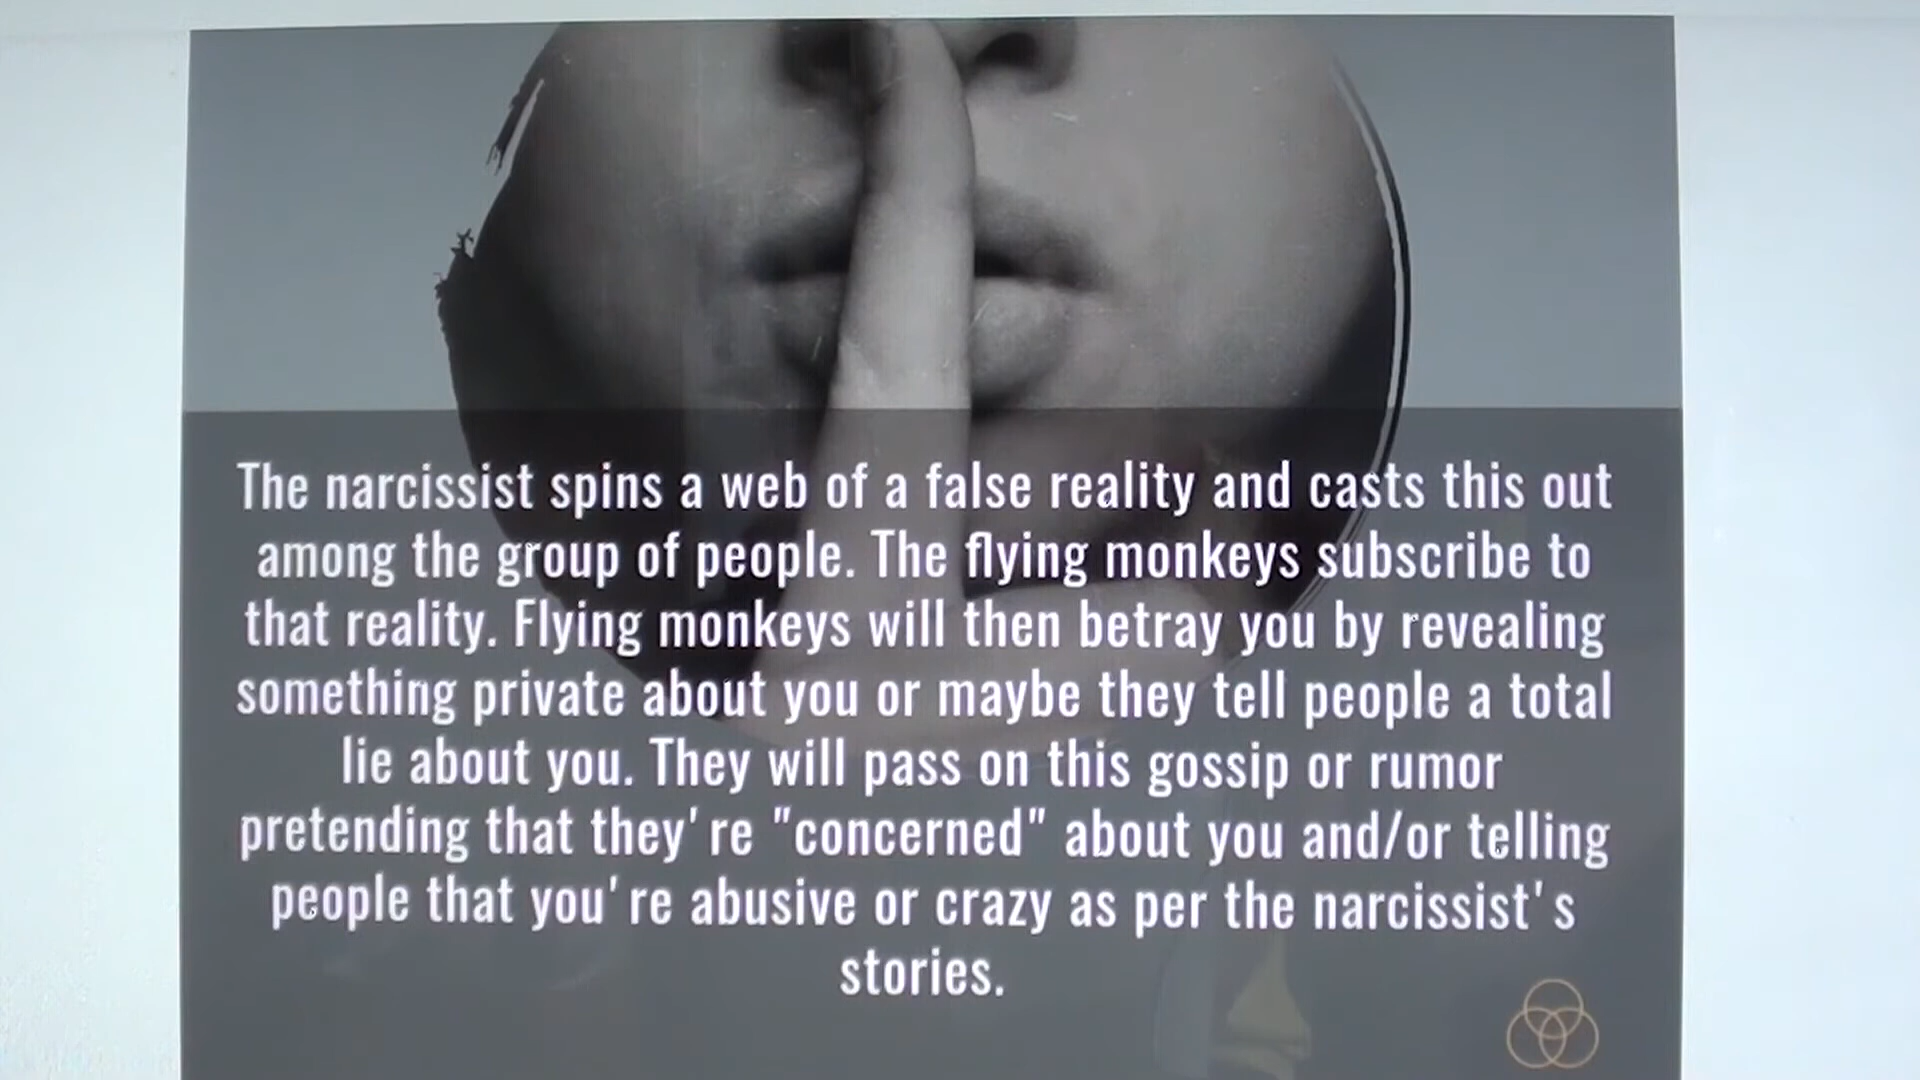 The narcissist spins a web of a false reality and casts this out
among the group of people. The flying monkeys subscribe to
that reality. Flying monkeys will then betray you by revealing
something private about you or maybe they tell people a total
lie about you. They will pass on this gossip or rumor
pretending that they're "concerned" about you and/or telling
people that you're abusive or crazy as per the narcissist's
stories.